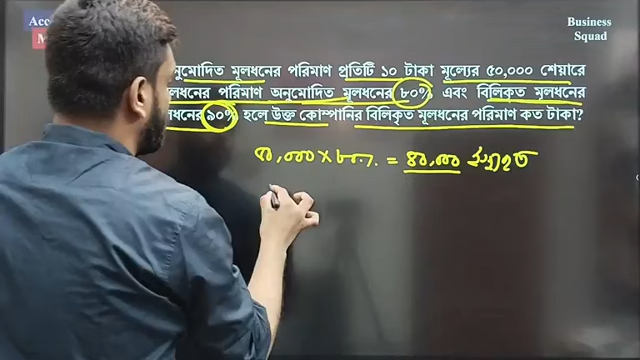 Acc
Business
M
Squad
নুমোদিত মূলধনের পরিমাণ প্রতিটি ১০ টাকা মূল্যের ৫০,০০০ শেয়ারে
লধনের পরিমাণ অনুমোদিত মূলধনের ৮০% এবং বিলিকৃত মূলধনের
ধনের ৯০% হলে উক্ত কোম্পানির বিলিকৃত মূলধনের পরিমাণ কত টাকা?
৫০,০০০ × ৮০% = ৪০,০০০